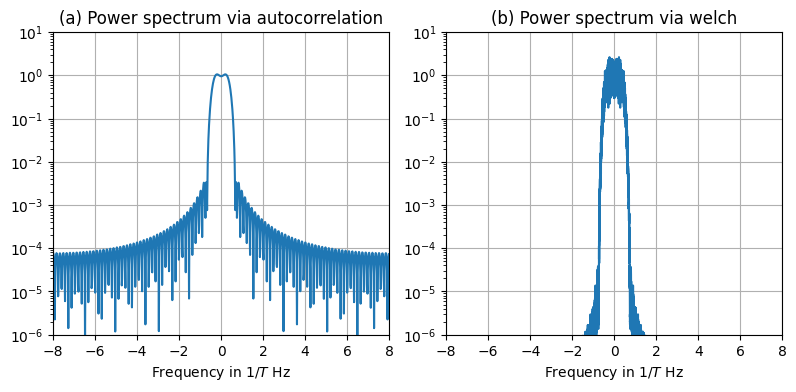 (a) Power spectrum via autocorrelation
10¹
10⁰
10⁻¹
10⁻²
10⁻³
10⁻⁴
10⁻⁵
10⁻⁶
−8 −6 −4 −2 0 2 4 6 8
Frequency in 1/T Hz
(b) Power spectrum via welch
10¹
10⁰
10⁻¹
10⁻²
10⁻³
10⁻⁴
10⁻⁵
10⁻⁶
−8 −6 −4 −2 0 2 4 6 8
Frequency in 1/T Hz